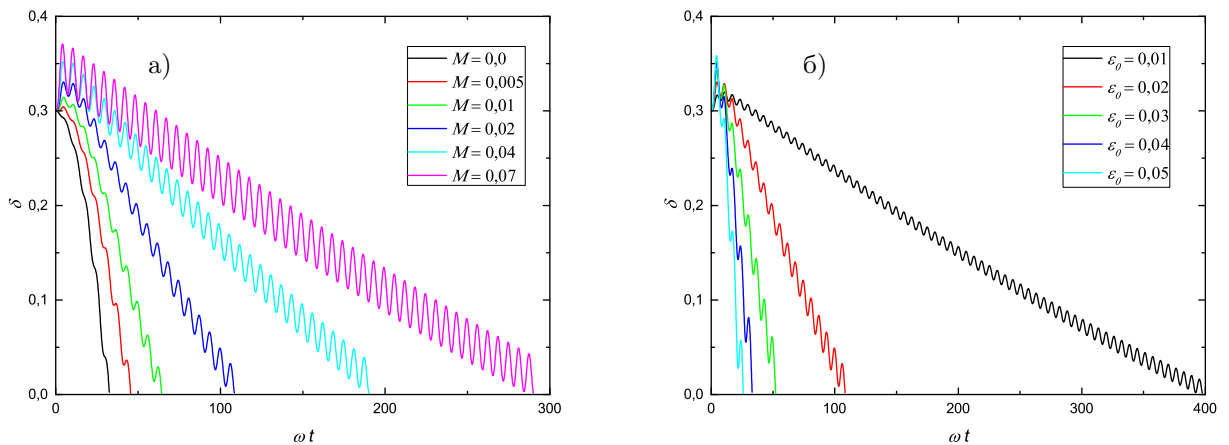 а)
M = 0,0
M = 0,005
M = 0,01
M = 0,02
M = 0,04
M = 0,07
0,4
0,3
0,2
0,1
0,0
δ
0 100 200 300
ω t
б)
ε₀ = 0,01
ε₀ = 0,02
ε₀ = 0,03
ε₀ = 0,04
ε₀ = 0,05
0,4
0,3
0,2
0,1
0,0
δ
0 100 200 300 400
ω t